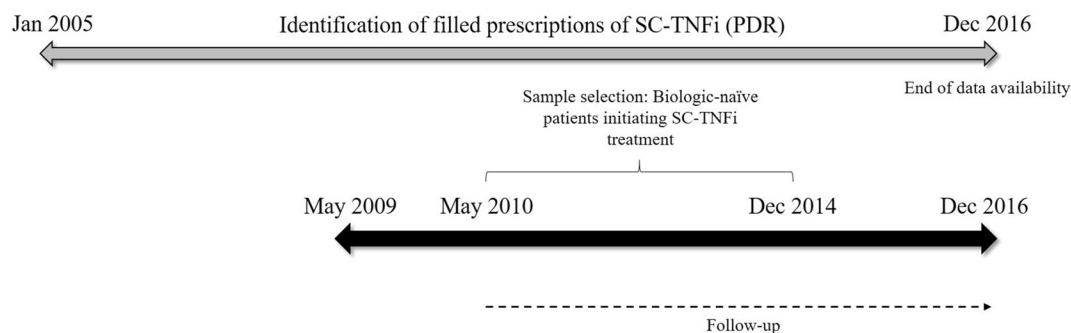 Jan 2005 Identification of filled prescriptions of SC-TNFi (PDR) Dec 2016
End of data availability
Sample selection: Biologic-naïve
patients initiating SC-TNFi
treatment
May 2009 May 2010 Dec 2014 Dec 2016
Follow-up